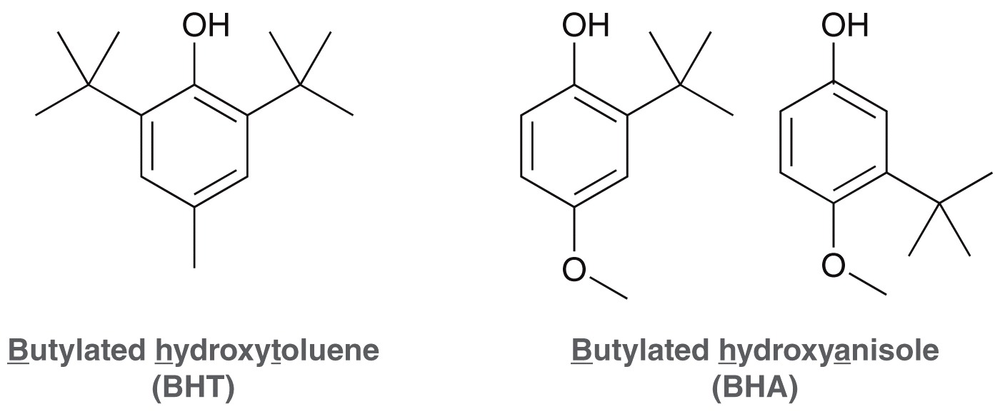 OH
OH
OH
O
O
Butylated hydroxytoluene
(BHT)
Butylated hydroxyanisole
(BHA)